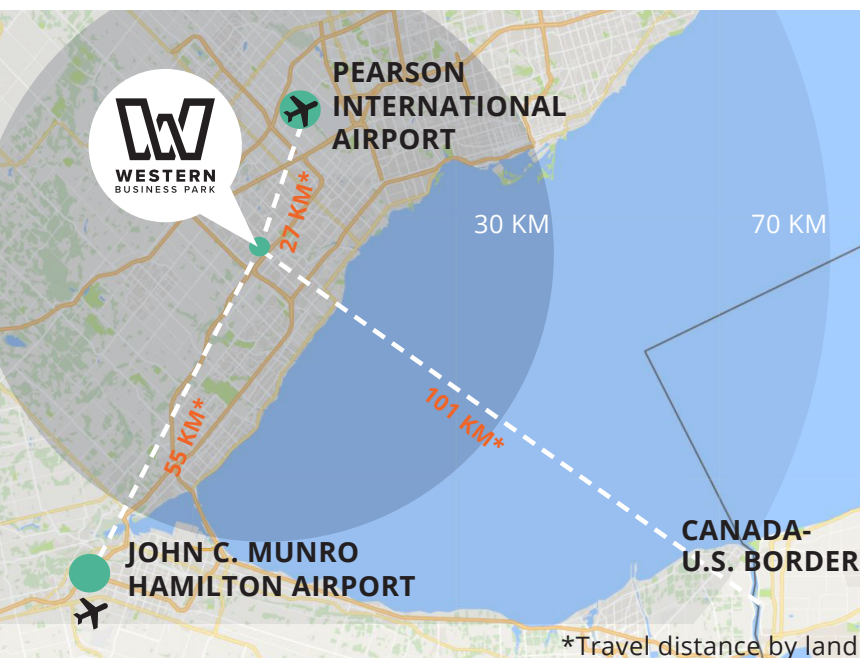 PEARSON
INTERNATIONAL
AIRPORT
WESTERN
BUSINESS PARK
27 KM*
30 KM
70 KM
101 KM*
55 KM*
CANADA-
U.S. BORDER
JOHN C. MUNRO
HAMILTON AIRPORT
*Travel distance by land